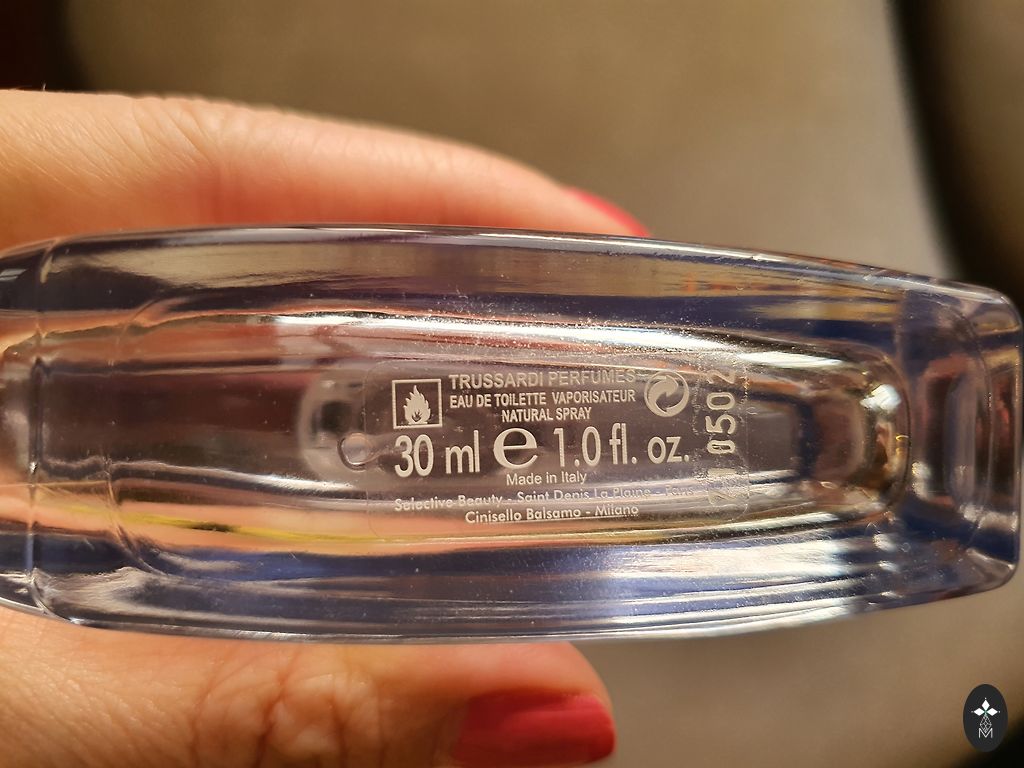 TRUSSARDI PERFUMES
EAU DE TOILETTE VAPORISATEUR
NATURAL SPRAY
30 ml e 1.0 fl. oz.
Made in Italy
Selective Beauty - Saint Denis La Plaine - Paris
Cinisello Balsamo - Milano
M